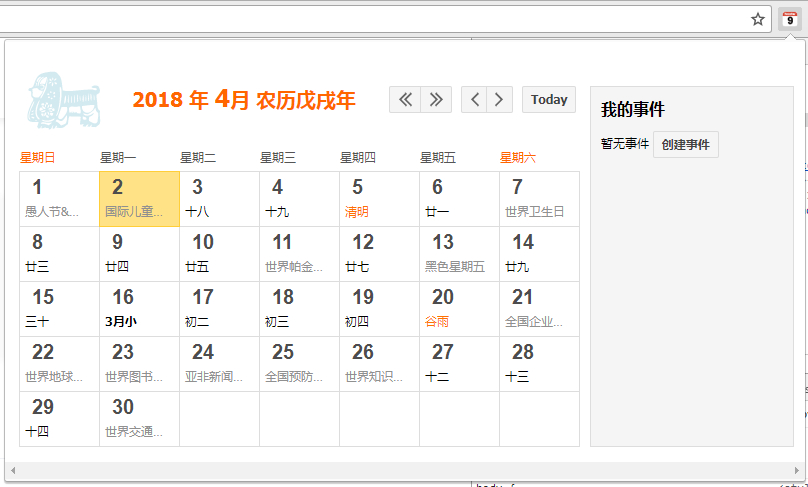 9
2018 年 4月 农历戊戌年
Today
我的事件
暂无事件 创建事件
星期日 星期一 星期二 星期三 星期四 星期五 星期六
1 2 3 4 5 6 7
愚人节&... 国际儿童... 十八 十九 清明 廿一 世界卫生日
8 9 10 11 12 13 14
廿三 廿四 廿五 世界帕金... 廿七 黑色星期五 廿九
15 16 17 18 19 20 21
三十 3月小 初二 初三 初四 谷雨 全国企业...
22 23 24 25 26 27 28
世界地球... 世界图书... 亚非新闻... 全国预防... 世界知识... 十二 十三
29 30
十四 世界交通...